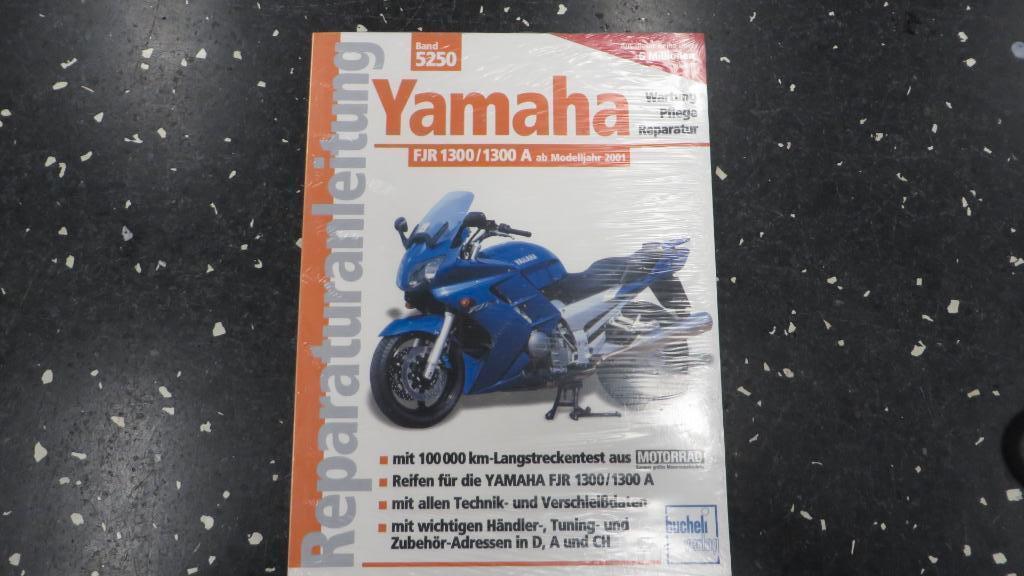 Reparaturanleitung
Band
5250
Yamaha
Wartung
Pflege
Reparatur
FJR 1300/1300 A ab Modelljahr 2001
YAMAHA
mit 100 000 km-Langstreckentest aus MOTORRAD
Reifen für die YAMAHA FJR 1300/1300 A
mit allen Technik- und Verschleißdaten
mit wichtigen Händler-, Tuning- und
Zubehör-Adressen in D, A und CH
bucheli
verlag